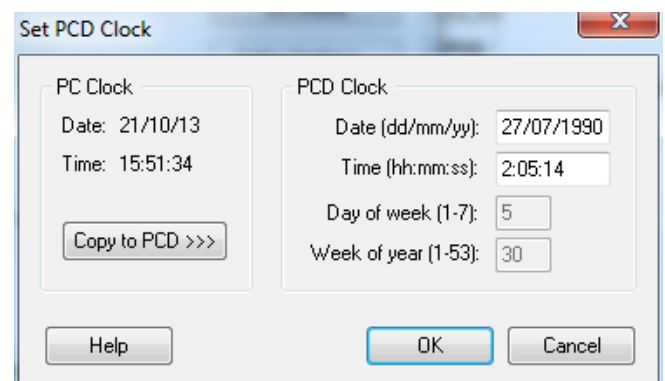 Set PCD Clock
PC Clock
Date: 21/10/13
Time: 15:51:34
Copy to PCD >>>
PCD Clock
Date (dd/mm/yy): 27/07/1990
Time (hh:mm:ss): 2:05:14
Day of week (1-7): 5
Week of year (1-53): 30
Help
OK
Cancel